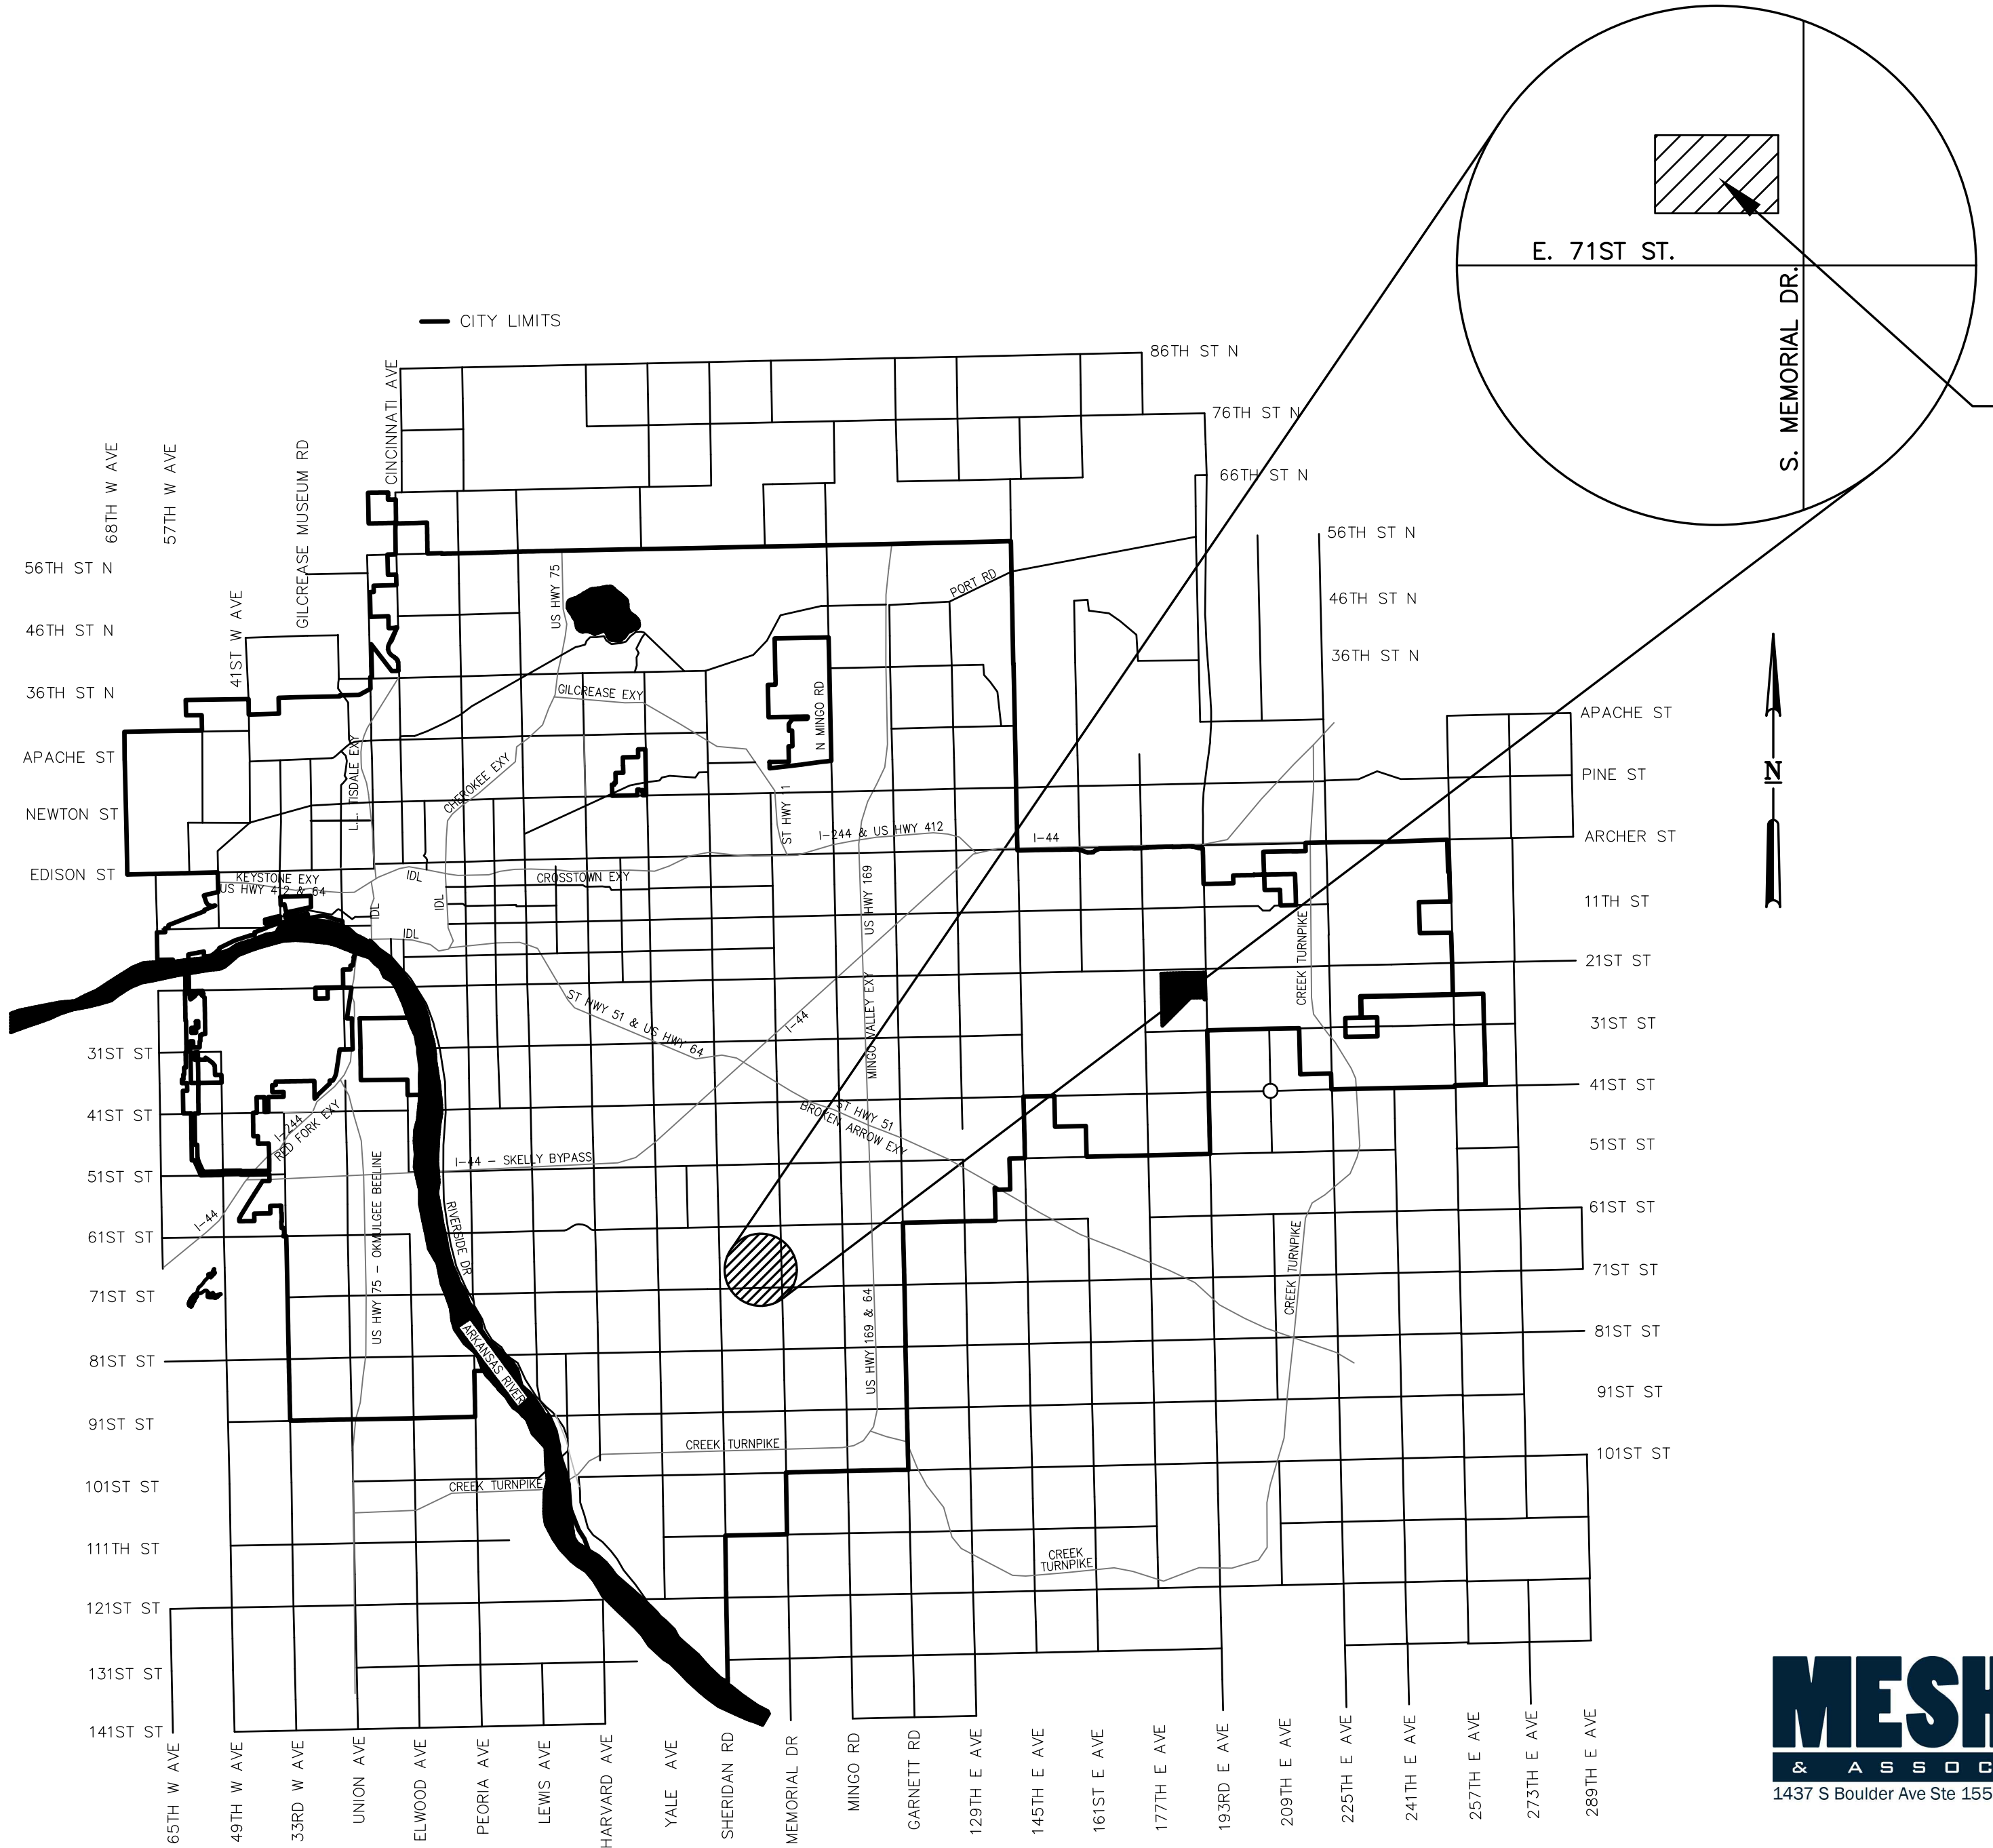 E. 71ST ST.
S. MEMORIAL DR.
CITY LIMITS
86TH ST N
76TH ST N
66TH ST N
56TH ST N
46TH ST N
36TH ST N
APACHE ST
PINE ST
ARCHER ST
11TH ST
21ST ST
31ST ST
41ST ST
51ST ST
61ST ST
71ST ST
81ST ST
91ST ST
101ST ST
N
68TH W AVE
57TH W AVE
41ST W AVE
GILCREASE MUSEUM RD
CINCINNATI AVE
56TH ST N
46TH ST N
36TH ST N
APACHE ST
NEWTON ST
EDISON ST
31ST ST
41ST ST
51ST ST
61ST ST
71ST ST
81ST ST
91ST ST
101ST ST
111TH ST
121ST ST
131ST ST
141ST ST
US HWY 75
PORT RD
GILCREASE EXY
N MINGO RD
TISDALE EXY
CHEROKEE EXY
ST HWY 11
I-244 & US HWY 412
I-44
KEYSTONE EXY
US HWY 412 & 64
IDL
CROSSTOWN EXY
IDL
IDL
IDL
US HWY 169
CREEK TURNPIKE
ST HWY 51 & US HWY 64
I-44
MINGO VALLEY EXY
ST HWY 51
BROKEN ARROW EXY
I-244
RED FORK EXY
I-44 - SKELLY BYPASS
I-44
US HWY 75 - OKMULGEE BEELINE
RIVERSIDE DR
ARKANSAS RIVER
US HWY 169 & 64
CREEK TURNPIKE
CREEK TURNPIKE
CREEK TURNPIKE
CREEK
TURNPIKE
65TH W AVE
49TH W AVE
33RD W AVE
UNION AVE
ELWOOD AVE
PEORIA AVE
LEWIS AVE
HARVARD AVE
YALE AVE
SHERIDAN RD
MEMORIAL DR
MINGO RD
GARNETT RD
129TH E AVE
145TH E AVE
161ST E AVE
177TH E AVE
193RD E AVE
209TH E AVE
225TH E AVE
241TH E AVE
257TH E AVE
273TH E AVE
289TH E AVE
MESH
& ASSOC
1437 S Boulder Ave Ste 155